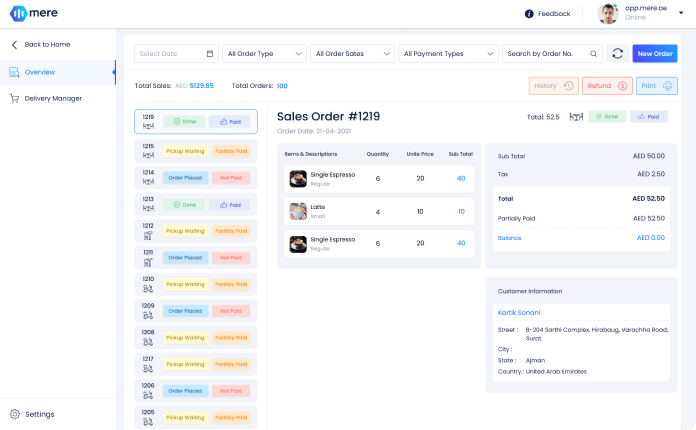 mere
Feedback
app.mere.ae
Online
Back to Home
Overview
Delivery Manager
Settings
Select Date
All Order Type
All Order Sates
All Payment Types
Search by Order No.
New Order
Total Sales: AED 5129.85
Total Orders: 100
History
Refund
Print
1219 Done Paid
1215 Pickup Waiting Partialy Paid
1214 Order Placed Not Paid
1213 Done Paid
1212 Pickup Waiting Partialy Paid
1211 Order Placed Not Paid
1210 Pickup Waiting Partialy Paid
1209 Order Placed Not Paid
1208 Pickup Waiting Partialy Paid
1217 Pickup Waiting Partialy Paid
1206 Order Placed Not Paid
1205 Pickup Waiting Partialy Paid
Sales Order #1219
Order Date: 21-04-2021
Total: 52.5
Done
Paid
Items & Descriptions Quantity Unite Price Sub Total
Single Espresso 6 20 40
Regular
Latte 4 10 10
Small
Single Espresso 6 20 40
Regular
Sub Total AED 50.00
Tax AED 2.50
Total AED 52.50
Partially Paid AED 52.50
Balance AED 0.00
Customer Information
Kartik Sonani
Street : B-204 Sarthi Complex, Hirabaug, Varachha Road,
Surat.
City :
State : Ajman
Country : United Arab Emirates